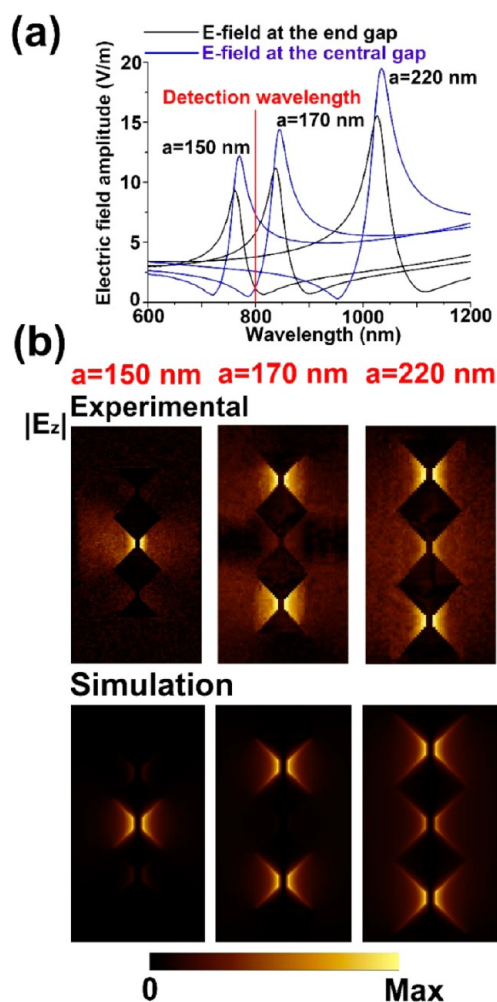 (a)
E-field at the end gap
E-field at the central gap
Electric field amplitude (V/m)
20
15
10
5
0
Detection wavelength
a=150 nm
a=170 nm
a=220 nm
600
800
1000
1200
Wavelength (nm)
(b)
a=150 nm a=170 nm a=220 nm
Experimental
|Ez|
Simulation
0
Max